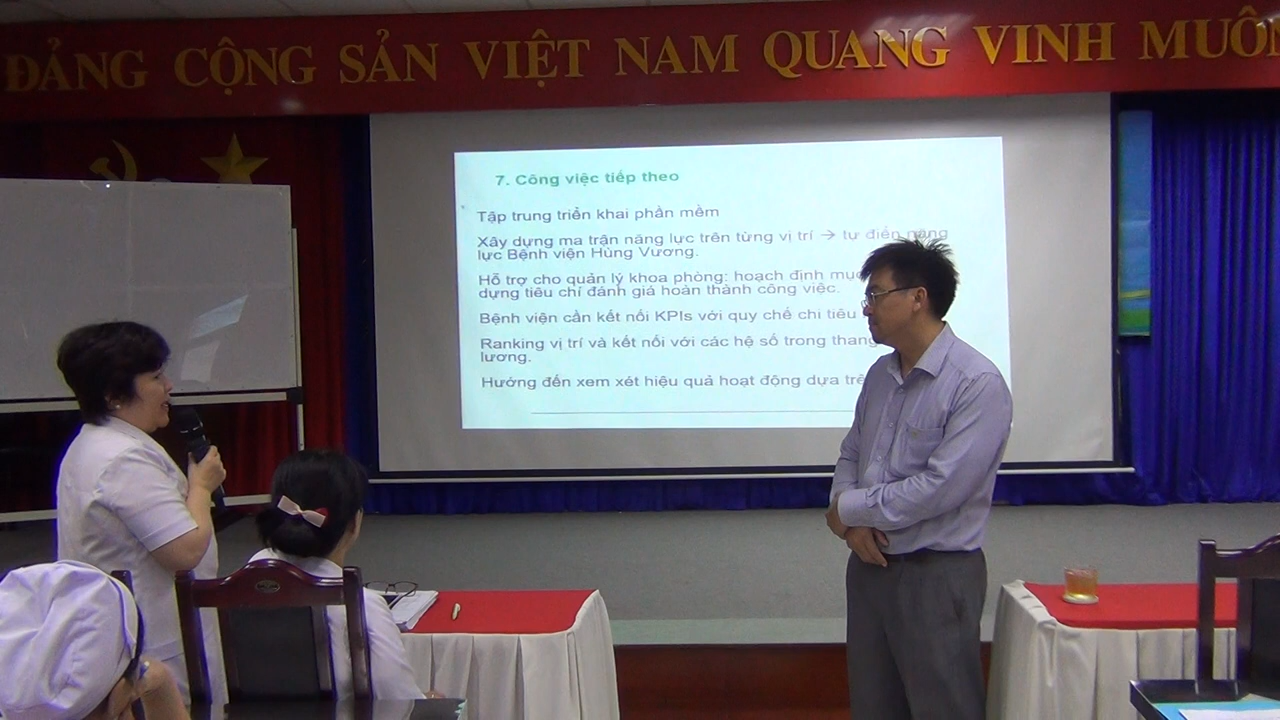 ĐẢNG CỘNG SẢN VIỆT NAM QUANG VINH MUÔN
7. Công việc tiếp theo
Tập trung triển khai phần mềm
Xây dựng ma trận năng lực trên từng vị trí → tự điển năng
lực Bệnh viện Hùng Vương.
Hỗ trợ cho quản lý khoa phòng: hoạch định mục
dựng tiêu chí đánh giá hoàn thành công việc.
Bệnh viện cần kết nối KPIs với quy chế chi tiêu
Ranking vị trí và kết nối với các hệ số trong thang
lương.
Hướng đến xem xét hiệu quả hoạt động dựa trên